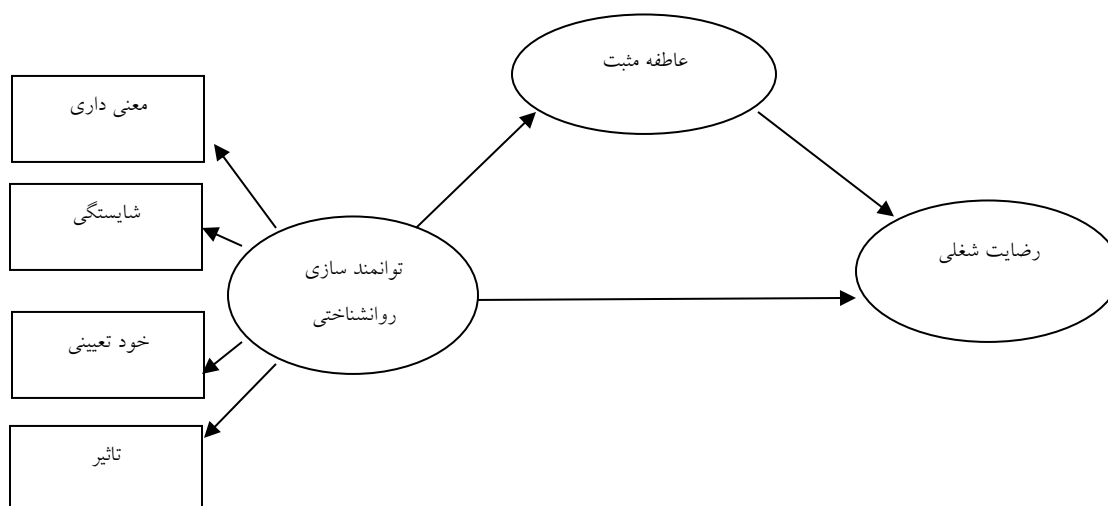 عاطفه مثبت
معنی داری
شایستگی
رضایت شغلی
توانمند سازی
روانشناختی
خود تعیینی
تاثیر